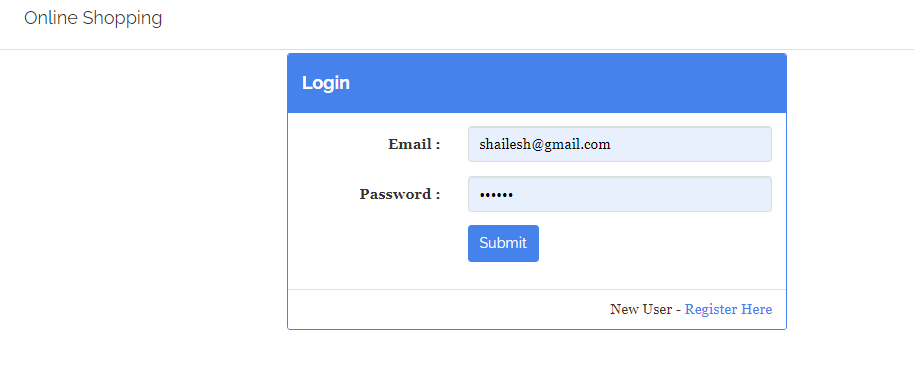 Online Shopping
Login
Email : shailesh@gmail.com
Password : ••••••
Submit
New User - Register Here